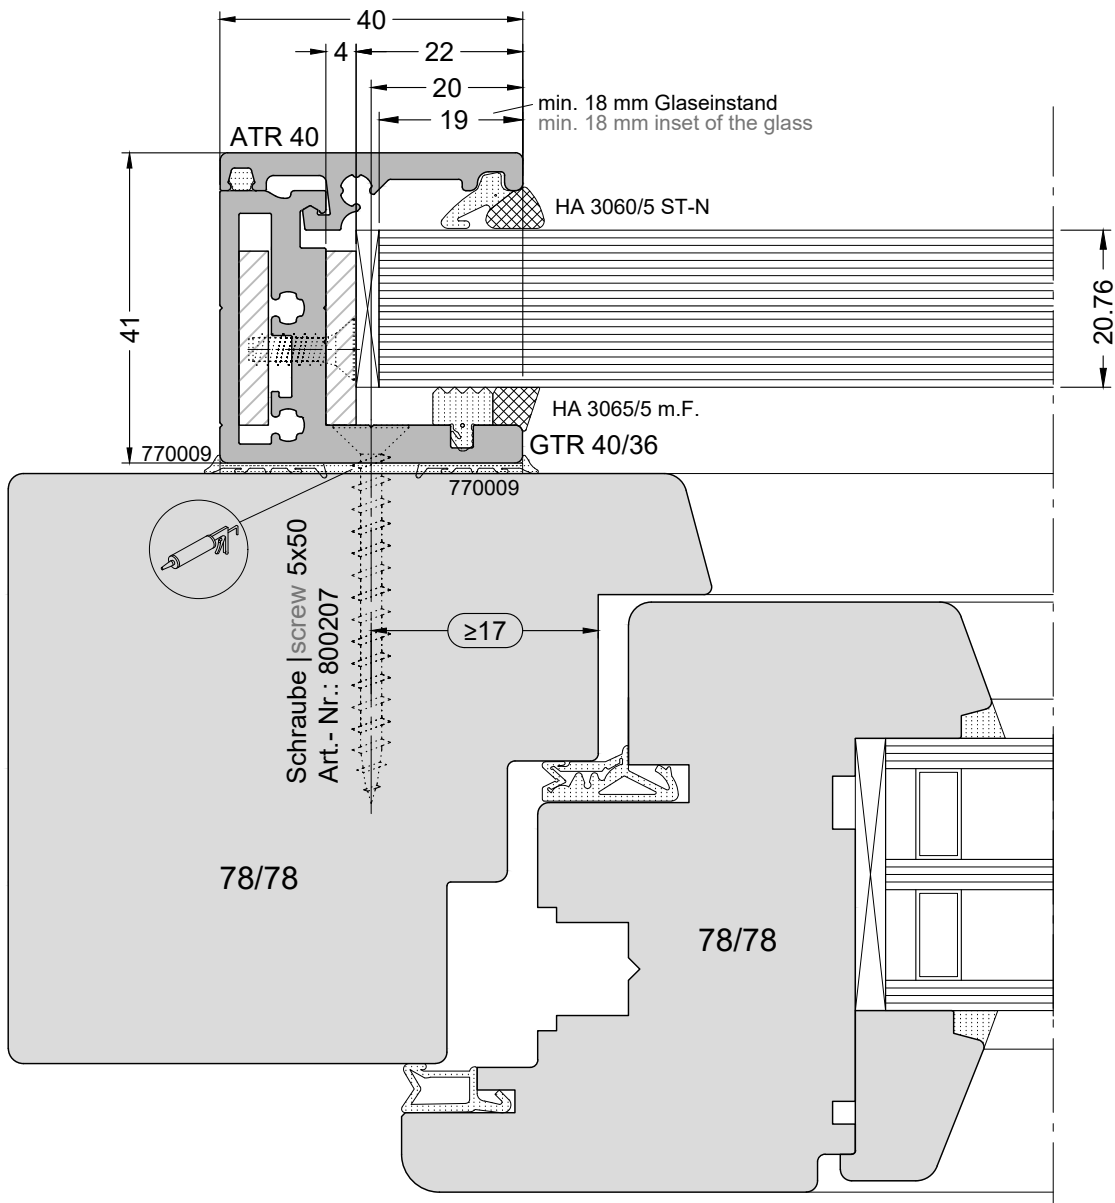 40
4
22
20
19
min. 18 mm Glaseinstand
min. 18 mm inset of the glass
ATR 40
HA 3060/5 ST-N
41
20.76
HA 3065/5 m.F.
GTR 40/36
770009
770009
Schraube |screw 5x50
Art.- Nr.: 800207
≥17
78/78
78/78